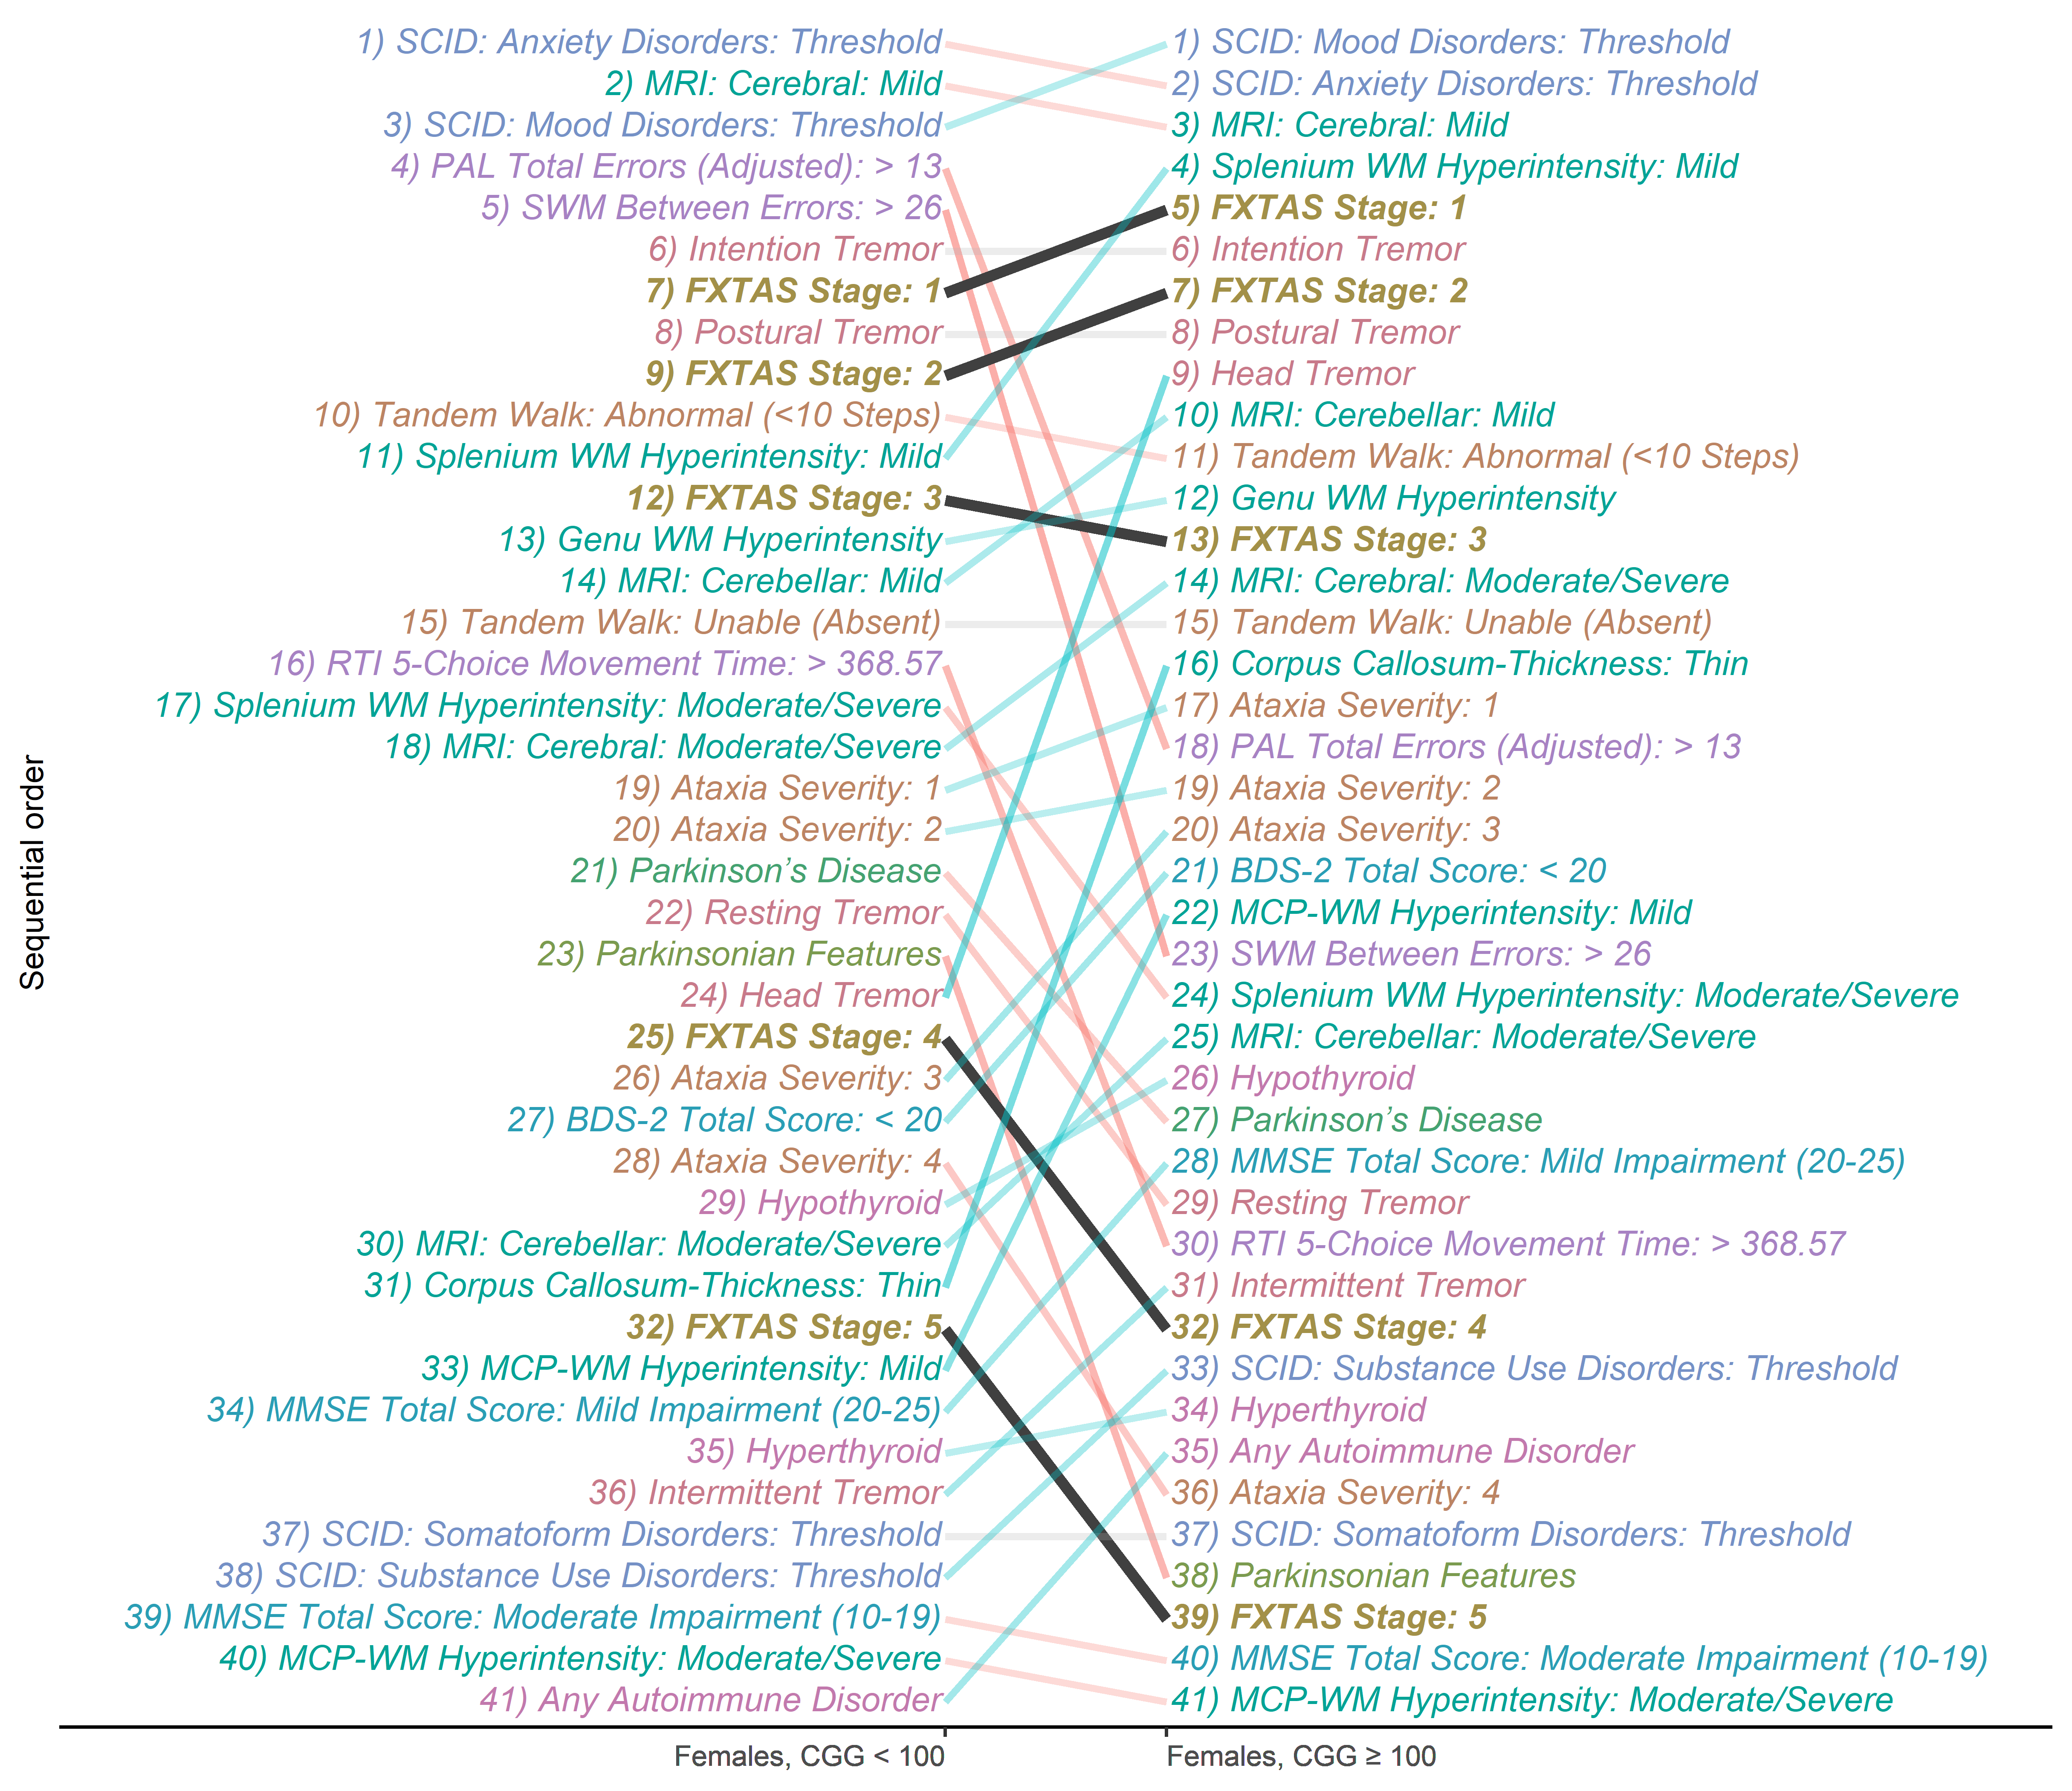 Sequential order
1) SCID: Anxiety Disorders: Threshold
2) MRI: Cerebral: Mild
3) SCID: Mood Disorders: Threshold
4) PAL Total Errors (Adjusted): > 13
5) SWM Between Errors: > 26
6) Intention Tremor
7) FXTAS Stage: 1
8) Postural Tremor
9) FXTAS Stage: 2
10) Tandem Walk: Abnormal (<10 Steps)
11) Splenium WM Hyperintensity: Mild
12) FXTAS Stage: 3
13) Genu WM Hyperintensity
14) MRI: Cerebellar: Mild
15) Tandem Walk: Unable (Absent)
16) RTI 5-Choice Movement Time: > 368.57
17) Splenium WM Hyperintensity: Moderate/Severe
18) MRI: Cerebral: Moderate/Severe
19) Ataxia Severity: 1
20) Ataxia Severity: 2
21) Parkinson’s Disease
22) Resting Tremor
23) Parkinsonian Features
24) Head Tremor
25) FXTAS Stage: 4
26) Ataxia Severity: 3
27) BDS-2 Total Score: < 20
28) Ataxia Severity: 4
29) Hypothyroid
30) MRI: Cerebellar: Moderate/Severe
31) Corpus Callosum-Thickness: Thin
32) FXTAS Stage: 5
33) MCP-WM Hyperintensity: Mild
34) MMSE Total Score: Mild Impairment (20-25)
35) Hyperthyroid
36) Intermittent Tremor
37) SCID: Somatoform Disorders: Threshold
38) SCID: Substance Use Disorders: Threshold
39) MMSE Total Score: Moderate Impairment (10-19)
40) MCP-WM Hyperintensity: Moderate/Severe
41) Any Autoimmune Disorder
Females, CGG < 100
1) SCID: Mood Disorders: Threshold
2) SCID: Anxiety Disorders: Threshold
3) MRI: Cerebral: Mild
4) Splenium WM Hyperintensity: Mild
5) FXTAS Stage: 1
6) Intention Tremor
7) FXTAS Stage: 2
8) Postural Tremor
9) Head Tremor
10) MRI: Cerebellar: Mild
11) Tandem Walk: Abnormal (<10 Steps)
12) Genu WM Hyperintensity
13) FXTAS Stage: 3
14) MRI: Cerebral: Moderate/Severe
15) Tandem Walk: Unable (Absent)
16) Corpus Callosum-Thickness: Thin
17) Ataxia Severity: 1
18) PAL Total Errors (Adjusted): > 13
19) Ataxia Severity: 2
20) Ataxia Severity: 3
21) BDS-2 Total Score: < 20
22) MCP-WM Hyperintensity: Mild
23) SWM Between Errors: > 26
24) Splenium WM Hyperintensity: Moderate/Severe
25) MRI: Cerebellar: Moderate/Severe
26) Hypothyroid
27) Parkinson’s Disease
28) MMSE Total Score: Mild Impairment (20-25)
29) Resting Tremor
30) RTI 5-Choice Movement Time: > 368.57
31) Intermittent Tremor
32) FXTAS Stage: 4
33) SCID: Substance Use Disorders: Threshold
34) Hyperthyroid
35) Any Autoimmune Disorder
36) Ataxia Severity: 4
37) SCID: Somatoform Disorders: Threshold
38) Parkinsonian Features
39) FXTAS Stage: 5
40) MMSE Total Score: Moderate Impairment (10-19)
41) MCP-WM Hyperintensity: Moderate/Severe
Females, CGG ≥ 100